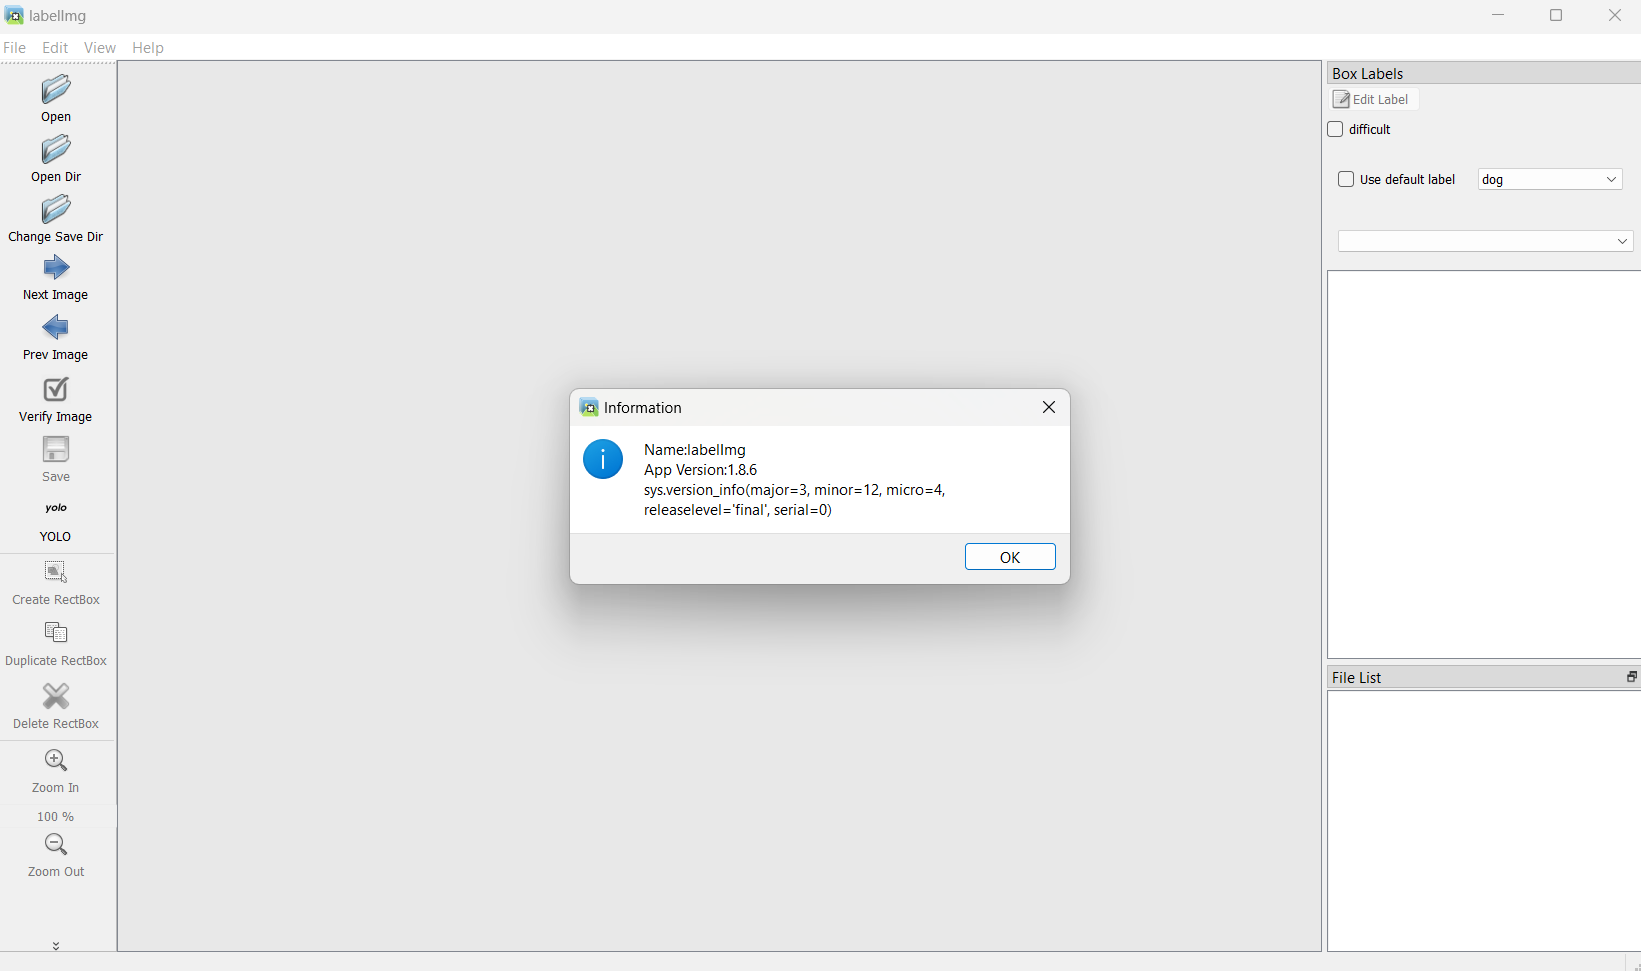 labelImg
File Edit View Help
Open
Open Dir
Change Save Dir
Next Image
Prev Image
Verify Image
Save
yolo
YOLO
Create RectBox
Duplicate RectBox
Delete RectBox
Zoom In
100 %
Zoom Out
Information
Name:labelImg
App Version:1.8.6
sys.version_info(major=3, minor=12, micro=4,
releaselevel='final', serial=0)
OK
Box Labels
Edit Label
difficult
Use default label dog
File List